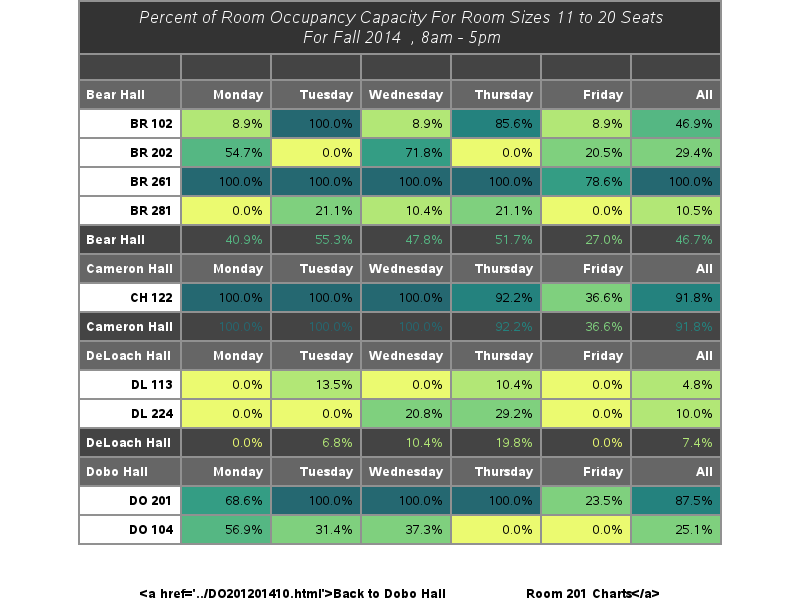 Percent of Room Occupancy Capacity For Room Sizes 11 to 20 Seats
For Fall 2014 , 8am - 5pm
Bear Hall Monday Tuesday Wednesday Thursday Friday All
BR 102 8.9% 100.0% 8.9% 85.6% 8.9% 46.9%
BR 202 54.7% 0.0% 71.8% 0.0% 20.5% 29.4%
BR 261 100.0% 100.0% 100.0% 100.0% 78.6% 100.0%
BR 281 0.0% 21.1% 10.4% 21.1% 0.0% 10.5%
Bear Hall 40.9% 55.3% 47.8% 51.7% 27.0% 46.7%
Cameron Hall Monday Tuesday Wednesday Thursday Friday All
CH 122 100.0% 100.0% 100.0% 92.2% 36.6% 91.8%
Cameron Hall 100.0% 100.0% 100.0% 92.2% 36.6% 91.8%
DeLoach Hall Monday Tuesday Wednesday Thursday Friday All
DL 113 0.0% 13.5% 0.0% 10.4% 0.0% 4.8%
DL 224 0.0% 0.0% 20.8% 29.2% 0.0% 10.0%
DeLoach Hall 0.0% 6.8% 10.4% 19.8% 0.0% 7.4%
Dobo Hall Monday Tuesday Wednesday Thursday Friday All
DO 201 68.6% 100.0% 100.0% 100.0% 23.5% 87.5%
DO 104 56.9% 31.4% 37.3% 0.0% 0.0% 25.1%
<a href='../DO201201410.html'>Back to Dobo Hall Room 201 Charts</a>